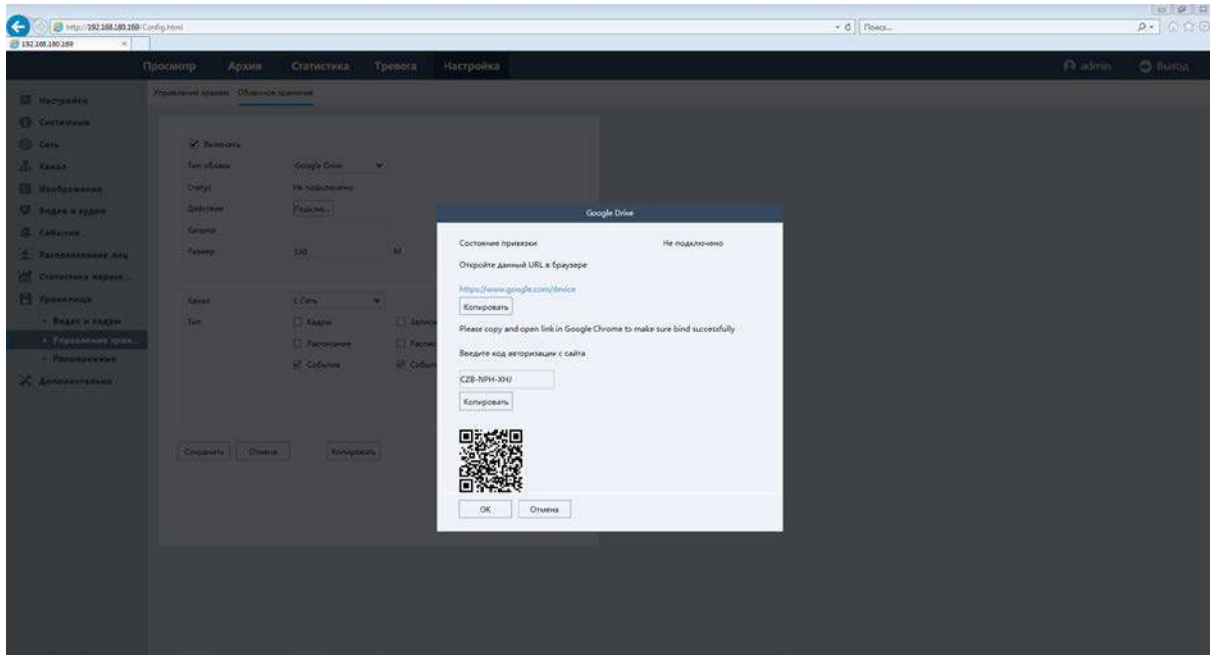 http://192.168.180.169/Config.html
Поиск...
192.168.180.169
Просмотр Архив Статистика Тревога Настройка admin Выход
Управление хранен Облачное хранение
Настройки
Системные
Сеть
Канал
Изображение
Видео и аудио
События
Распознавание лиц
Статистика
Хранилище
Видео и кадры
Управление хран...
Расширенные
Дополнительно
Включить
Тип облака Google Drive
Статус Не подключено
Действие Подклю...
Каталог
Размер M
Канал
Тип Кадры
Расписание
События
Сохранить Отмена Копировать
Google Drive
Состояние привязки Не подключено
Откройте данный URL в браузере
https://www.google.com/device
Копировать
Please copy and open link in Google Chrome to make sure bind successfully
Введите код авторизации с сайта
CZB-NPH-XHJ
Копировать
OK Отмена